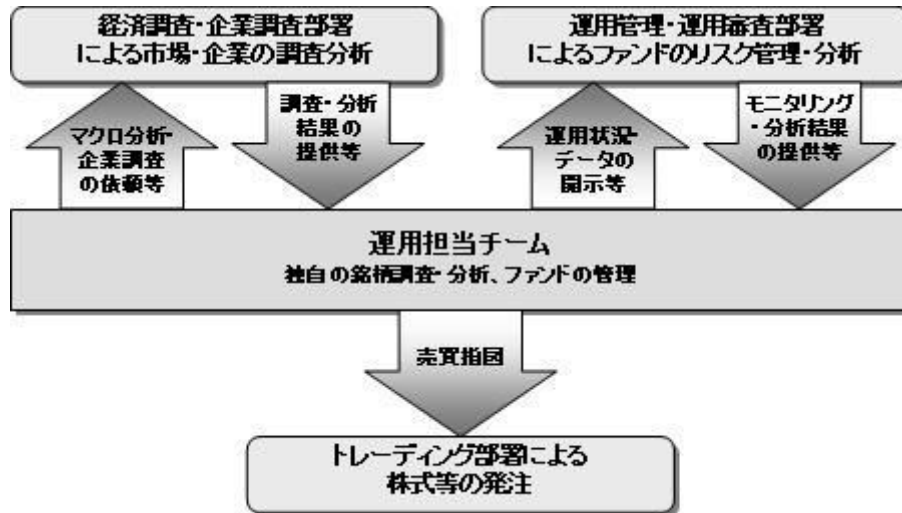 経済調査・企業調査部署
による市場・企業の調査分析
運用管理・運用審査部署
によるファンドのリスク管理・分析
マクロ分析・
企業調査
の依頼等
調査・分析
結果の
提供等
運用状況・
データの
開示等
モニタリング
・分析結果
の提供等
運用担当チーム
独自の銘柄調査・分析、ファンドの管理
売買指図
トレーディング部署による
株式等の発注